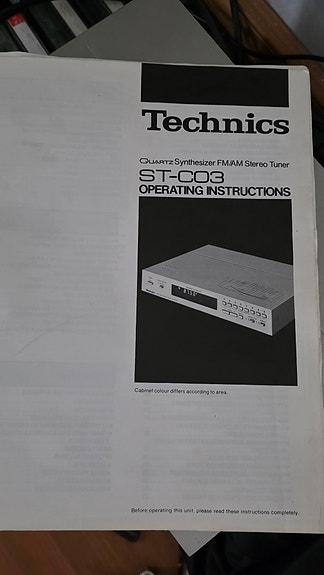 Technics
QUARTZ Synthesizer FM/AM Stereo Tuner
ST-C03
OPERATING INSTRUCTIONS
Cabinet colour differs according to area.
Before operating this unit, please read these instructions completely.